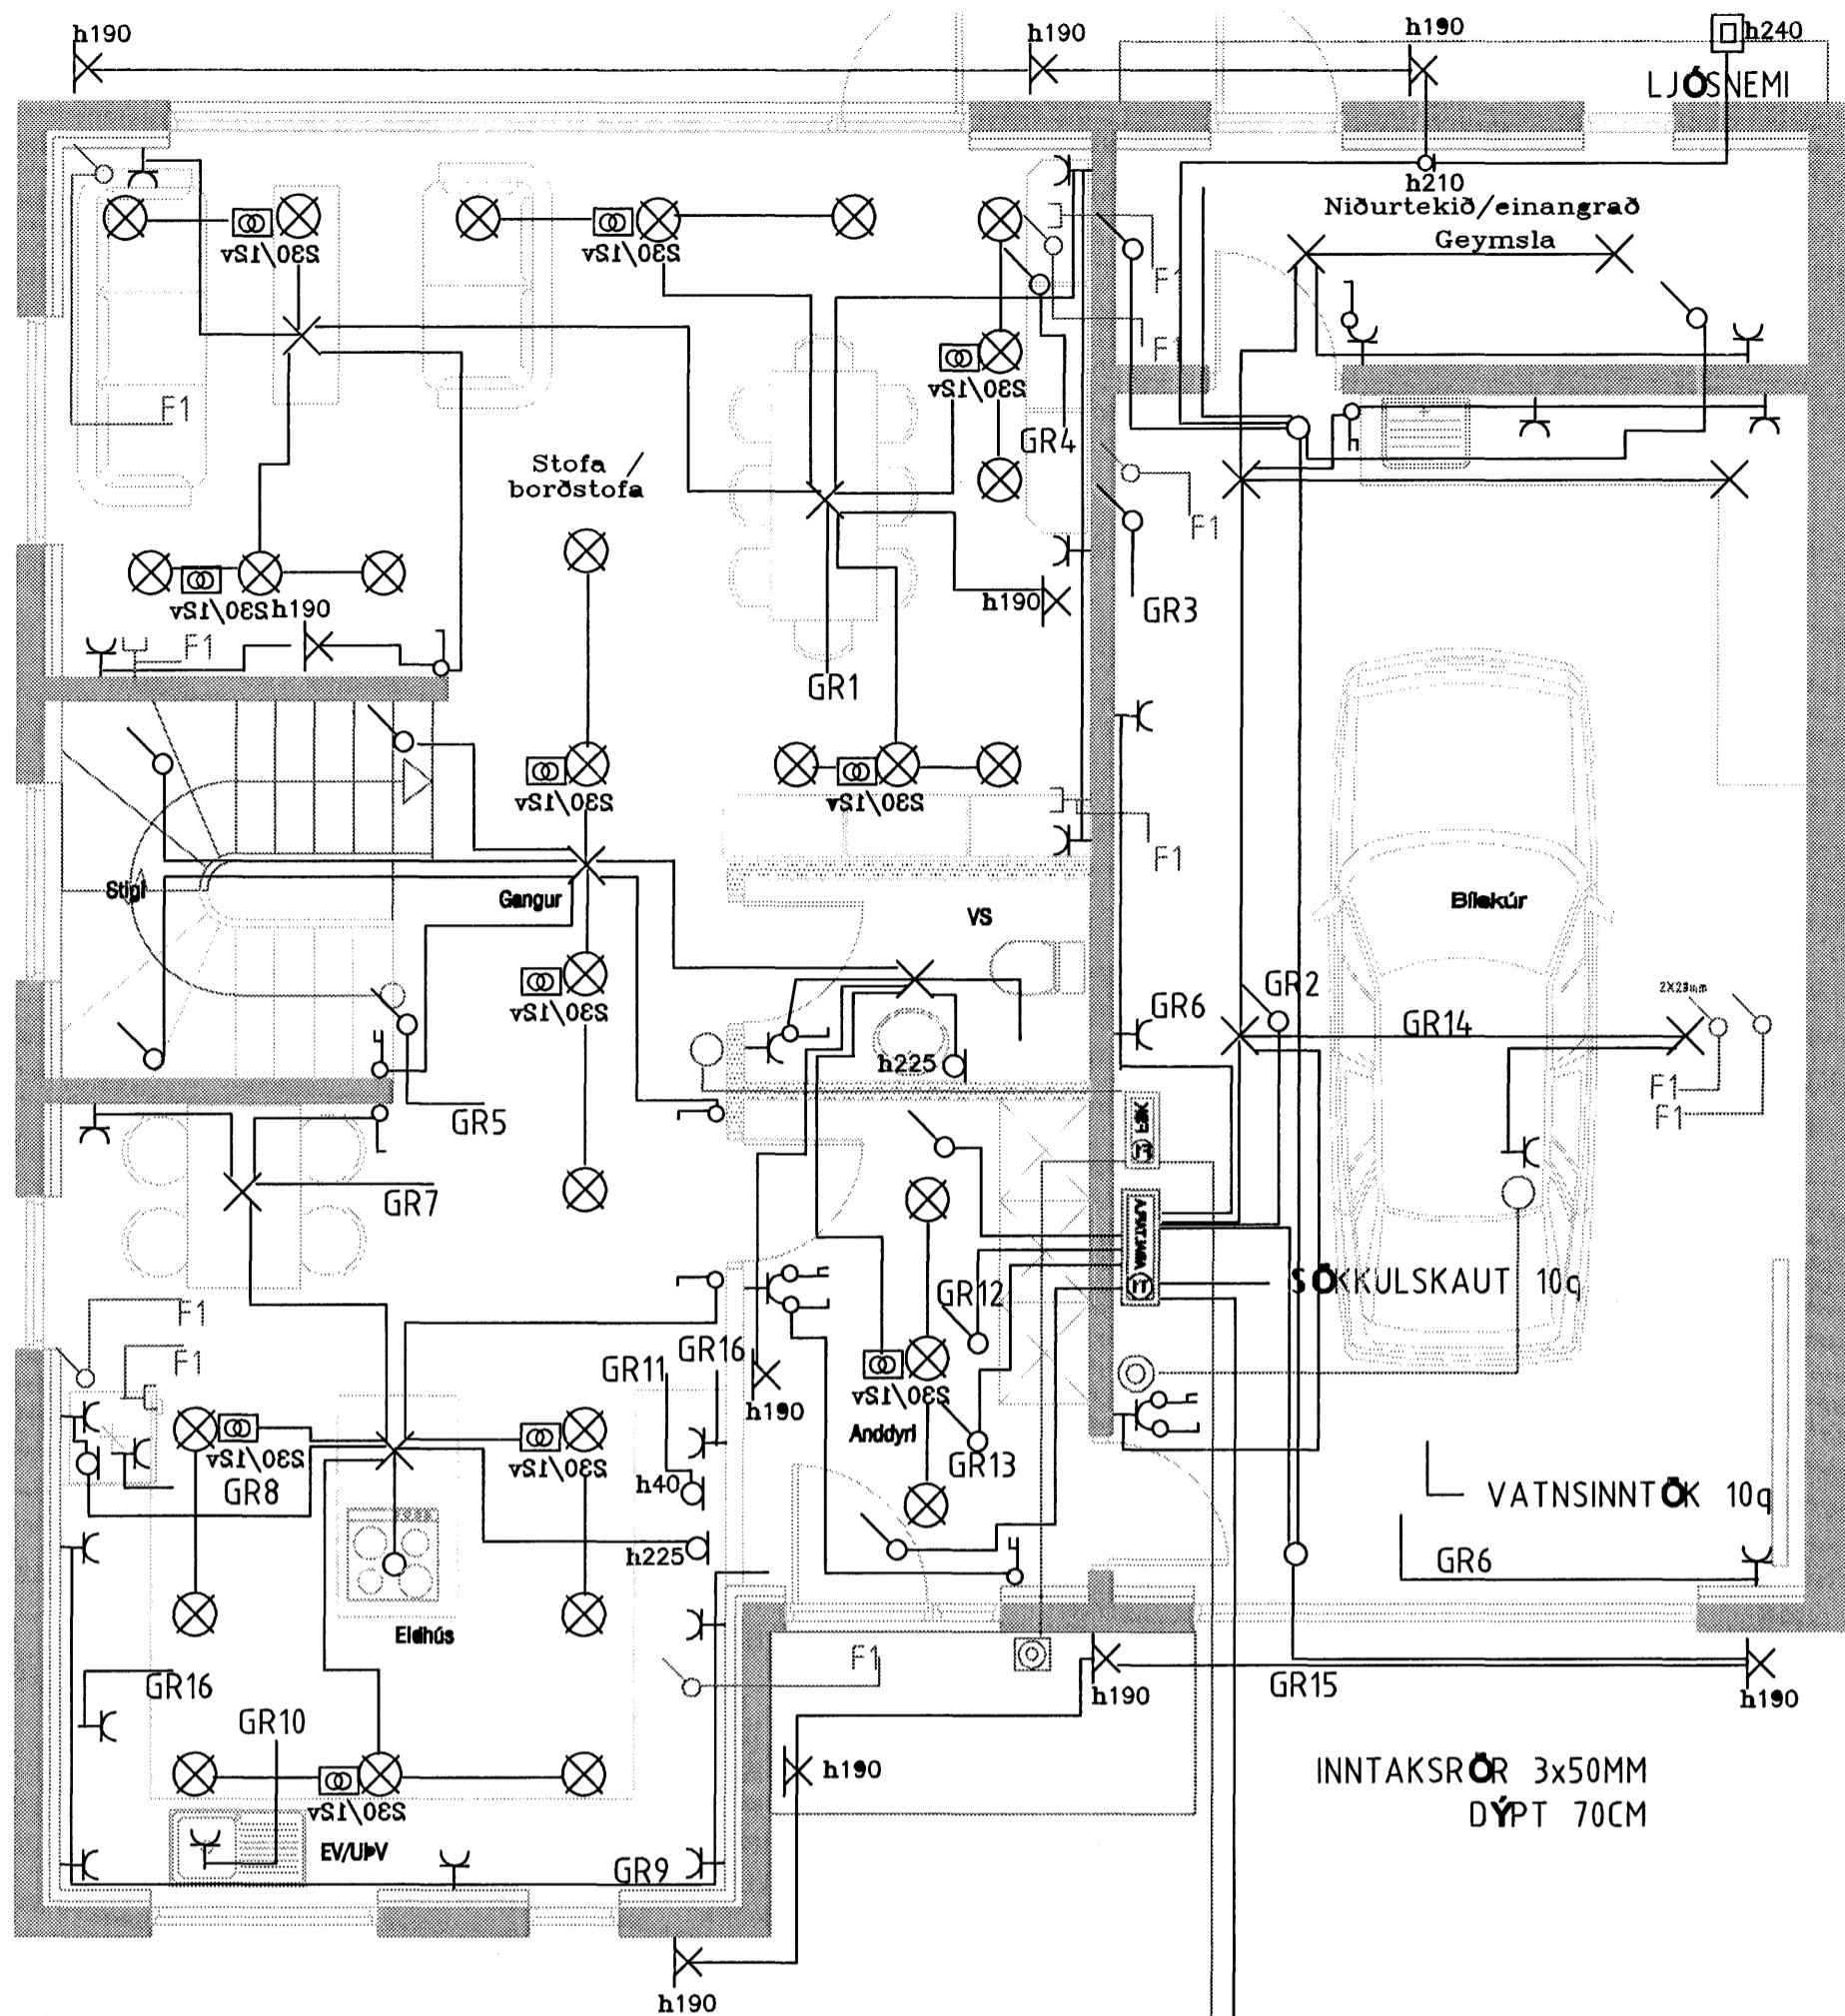 h190
h190
h190
h240
LJÓSNEMI
h210
Niðurtekið/einangrað
Geymsla
230/12v
230/12v
F1
F1
230/12v
F1
GR4
Stofa /
borðstofa
F1
GR3
230/12v
h190
h190
F1
GR1
230/12v
230/12v
F1
Stigi
Gangur
VS
Bílskúr
230/12v
GR6
GR2
GR14
2X23mm
h225
F1
F1
GR5
GR7
AÐALTAFLA
SÖKKULSKAUT 10q
GR12
F1
F1
GR11
GR16
230/12v
h190
Anddyri
230/12v
230/12v
GR8
h40
GR13
VATNSINNTÖK 10q
h225
GR6
Eldhús
F1
GR16
h190
GR15
h190
GR10
h190
INNTAKSRÖR 3x50MM
DÝPT 70CM
230/12v
EV/UÞV
GR9
h190